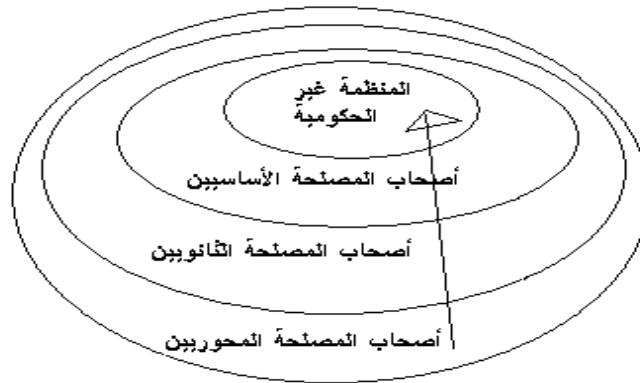 المنظمة غير
الحكومية
أصحاب المصلحة الأساسيين
أصحاب المصلحة الثانويين
أصحاب المصلحة المحوريين